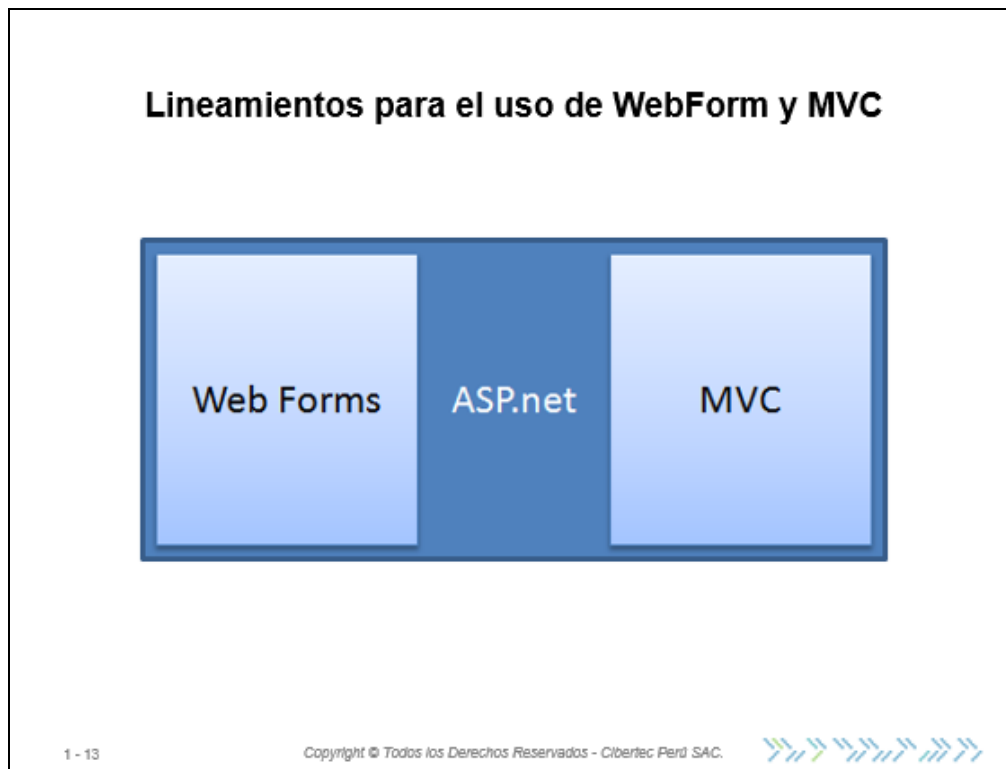 Lineamientos para el uso de WebForm y MVC
Web Forms
ASP.net
MVC
1 - 13
Copyright © Todos los Derechos Reservados - Cibertec Perú SAC.